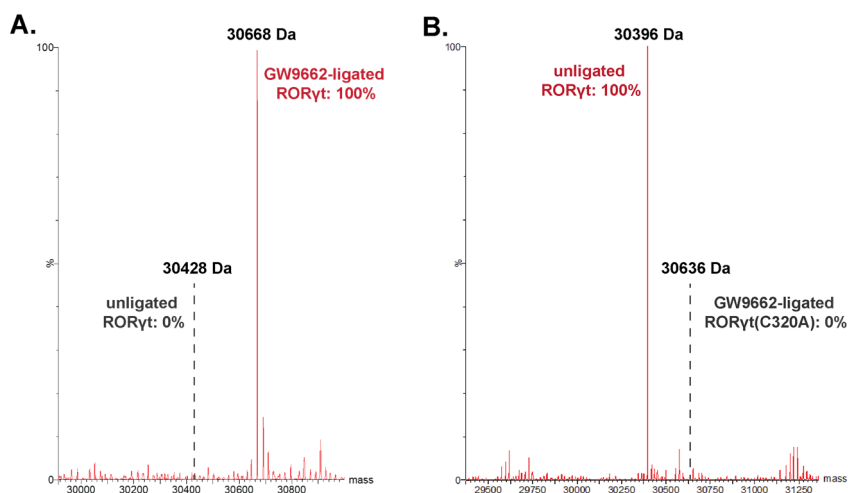 A.
30668 Da
100
GW9662-ligated
RORγt: 100%
%
30428 Da
unligated
RORγt: 0%
0
30000 30200 30400 30600 30800 mass
B.
30396 Da
100
unligated
RORγt: 100%
%
30636 Da
GW9662-ligated
RORγt(C320A): 0%
0
29500 29750 30000 30250 30500 30750 31000 31250 mass